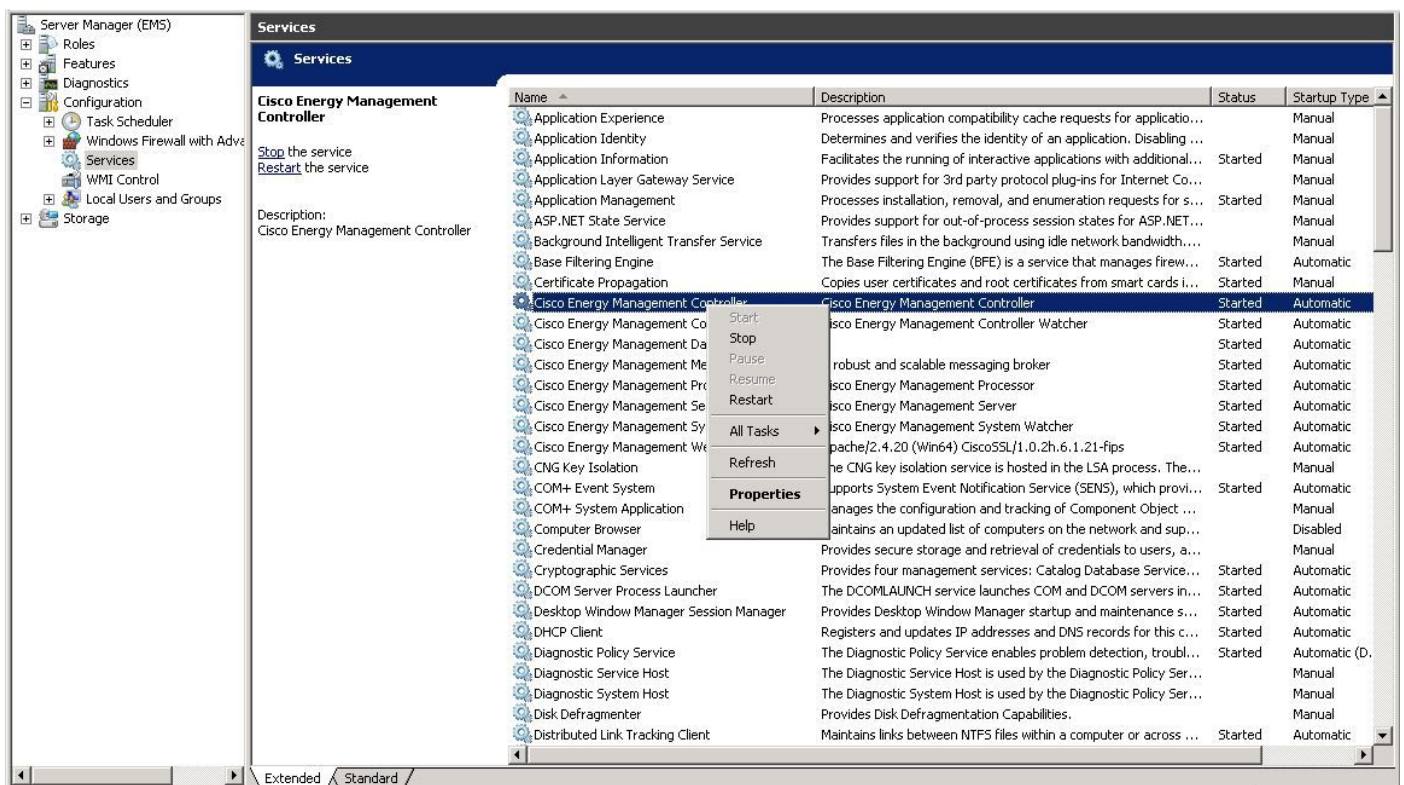 Server Manager (EMS)
Roles
Features
Diagnostics
Configuration
Task Scheduler
Windows Firewall with Adva
Services
WMI Control
Local Users and Groups
Storage
Services
Services
Cisco Energy Management
Controller
Stop the service
Restart the service
Description:
Cisco Energy Management Controller
Name Description Status Startup Type
Application Experience Processes application compatibility cache requests for applicatio... Manual
Application Identity Determines and verifies the identity of an application. Disabling ... Manual
Application Information Facilitates the running of interactive applications with additional... Started Manual
Application Layer Gateway Service Provides support for 3rd party protocol plug-ins for Internet Co... Manual
Application Management Processes installation, removal, and enumeration requests for s... Started Manual
ASP.NET State Service Provides support for out-of-process session states for ASP.NET... Manual
Background Intelligent Transfer Service Transfers files in the background using idle network bandwidth.... Manual
Base Filtering Engine The Base Filtering Engine (BFE) is a service that manages firew... Started Automatic
Certificate Propagation Copies user certificates and root certificates from smart cards i... Started Manual
Cisco Energy Management Controller Cisco Energy Management Controller Started Automatic
Cisco Energy Management Co isco Energy Management Controller Watcher Started Automatic
Cisco Energy Management Da Started Automatic
Cisco Energy Management Me robust and scalable messaging broker Started Automatic
Cisco Energy Management Pro isco Energy Management Processor Started Automatic
Cisco Energy Management Se isco Energy Management Server Started Automatic
Cisco Energy Management Sy isco Energy Management System Watcher Started Automatic
Cisco Energy Management We pache/2.4.20 (Win64) CiscoSSL/1.0.2h.6.1.21-fips Started Automatic
CNG Key Isolation he CNG key isolation service is hosted in the LSA process. The... Manual
COM+ Event System upports System Event Notification Service (SENS), which provi... Started Automatic
COM+ System Application anages the configuration and tracking of Component Object ... Manual
Computer Browser aintains an updated list of computers on the network and sup... Disabled
Credential Manager Provides secure storage and retrieval of credentials to users, a... Manual
Cryptographic Services Provides four management services: Catalog Database Service... Started Automatic
DCOM Server Process Launcher The DCOMLAUNCH service launches COM and DCOM servers in... Started Automatic
Desktop Window Manager Session Manager Provides Desktop Window Manager startup and maintenance s... Started Automatic
DHCP Client Registers and updates IP addresses and DNS records for this c... Started Automatic
Diagnostic Policy Service The Diagnostic Policy Service enables problem detection, troubl... Started Automatic (D.
Diagnostic Service Host The Diagnostic Service Host is used by the Diagnostic Policy Ser... Manual
Diagnostic System Host The Diagnostic System Host is used by the Diagnostic Policy Ser... Manual
Disk Defragmenter Provides Disk Defragmentation Capabilities. Manual
Distributed Link Tracking Client Maintains links between NTFS files within a computer or across ... Started Automatic
Start
Stop
Pause
Resume
Restart
All Tasks
Refresh
Properties
Help
Extended Standard